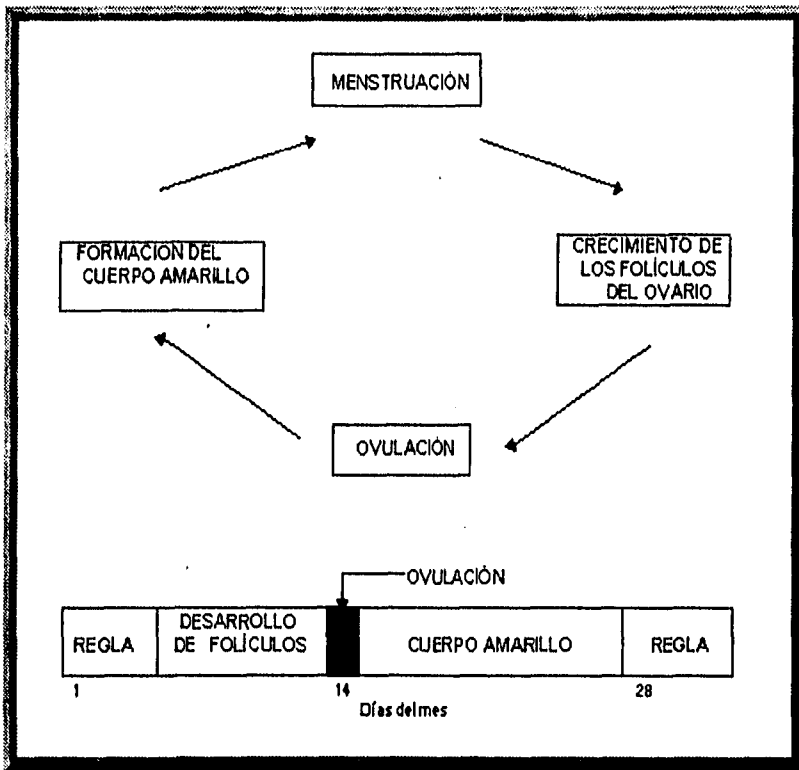 MENSTRUACIÓN
FORMACION DEL
CUERPO AMARILLO
CRECIMIENTO DE
LOS FOLÍCULOS
DEL OVARIO
OVULACIÓN
OVULACIÓN
REGLA
DESARROLLO
DE FOLÍCULOS
CUERPO AMARILLO
REGLA
1
14
28
Días del mes